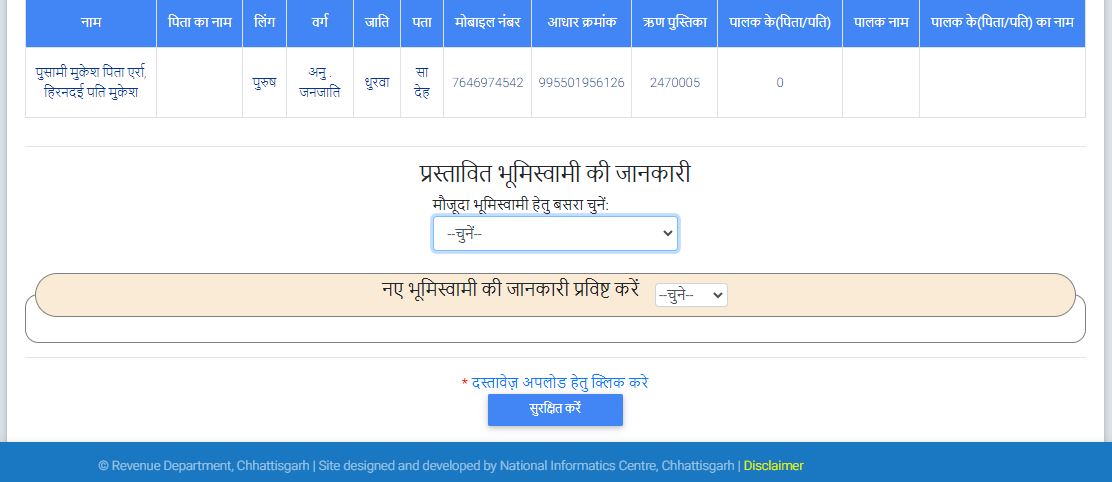 नाम पिता का नाम लिंग वर्ग जाति पता मोबाइल नंबर आधार क्रमांक ऋण पुस्तिका पालक के(पिता/पति) पालक नाम पालक के(पिता/पति) का नाम
पुसामी मुकेश पिता एर्रा,
हिरनदई पति मुकेश
पुरुष
अनु .
जनजाति
धुरवा
सा
देह
7646974542 995501956126 2470005 0
प्रस्तावित भूमिस्वामी की जानकारी
मौजूदा भूमिस्वामी हेतु बसरा चुनें:
--चुनें--
नए भूमिस्वामी की जानकारी प्रविष्ट करें --चुने--
* दस्तावेज़ अपलोड हेतु क्लिक करे
सुरक्षित करें
© Revenue Department, Chhattisgarh | Site designed and developed by National Informatics Centre, Chhattisgarh | Disclaimer